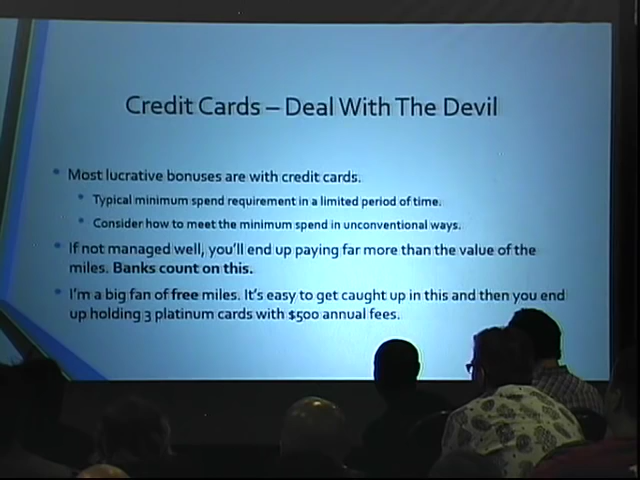 Credit Cards – Deal With The Devil
Most lucrative bonuses are with credit cards.
Typical minimum spend requirement in a limited period of time.
Consider how to meet the minimum spend in unconventional ways.
If not managed well, you'll end up paying far more than the value of the
miles. Banks count on this.
I'm a big fan of free miles. It's easy to get caught up in this and then you end
up holding 3 platinum cards with $500 annual fees.